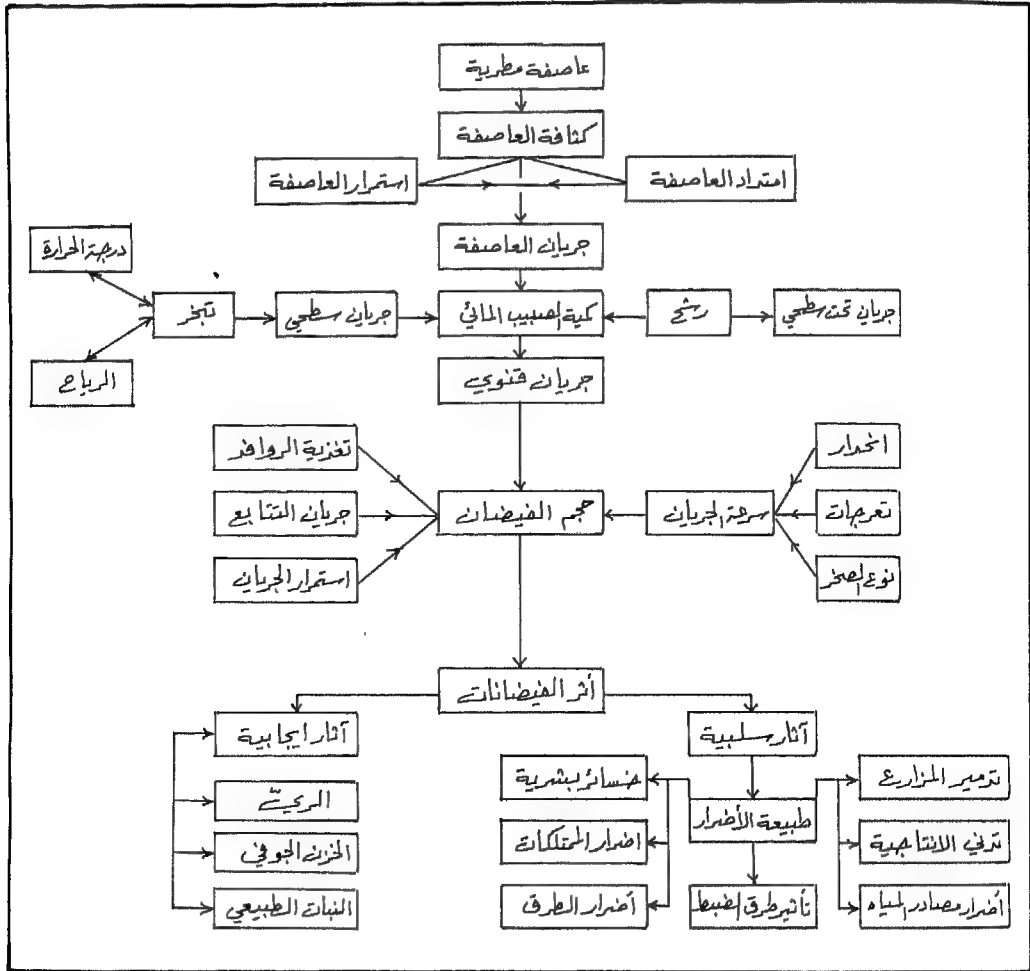 عاصفة مطرية
كثافة العاصفة
امتداد العاصفة
استمرار العاصفة
جريان العاصفة
درجة الحرارة
جريان تحت سطحي
رشح
كمية الصبيب المائي
جريان سطحي
تبخر
الرياح
جريان قنوي
انحدار
تغذية الروافد
تعرجات
سرعة الجريان
حجم الفيضان
جريان التتابع
نوع الصخر
استمرار الجريان
أثر الفيضانات
آثار سلبية
آثار ايجابية
تدمير المزارع
خسائر بشرية
الريّ
طبيعة الأضرار
تدني الانتاجية
اضرار الممتلكات
الخزن الجوفي
أضرار مصادر المياه
تأثير طرق الضبط
أضرار الطرق
النبات الطبيعي